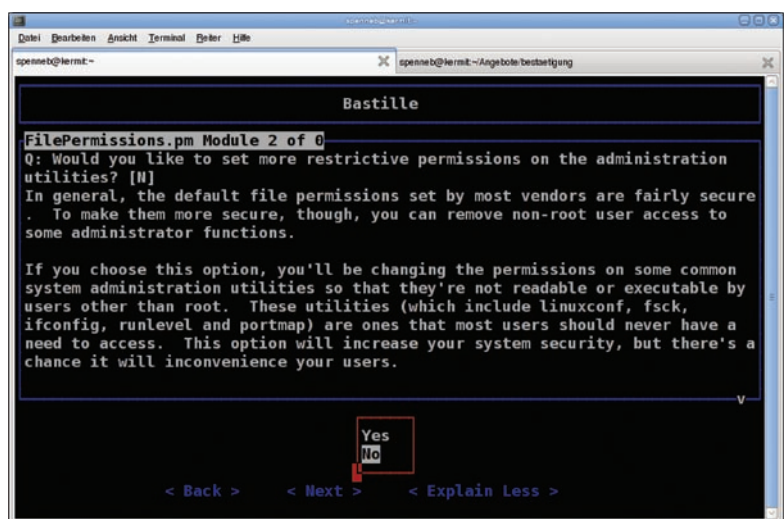 spenneb@kermit:~
Datei Bearbeiten Ansicht Terminal Reiter Hilfe
spenneb@kermit:~
spenneb@kermit:~/Angebote/bestaetigung
Bastille
FilePermissions.pm Module 2 of 0
Q: Would you like to set more restrictive permissions on the administration
utilities? [N]
In general, the default file permissions set by most vendors are fairly secure
. To make them more secure, though, you can remove non-root user access to
some administrator functions.
If you choose this option, you'll be changing the permissions on some common
system administration utilities so that they're not readable or executable by
users other than root. These utilities (which include linuxconf, fsck,
ifconfig, runlevel and portmap) are ones that most users should never have a
need to access. This option will increase your system security, but there's a
chance it will inconvenience your users.
v
Yes
No
< Back > < Next > < Explain Less >